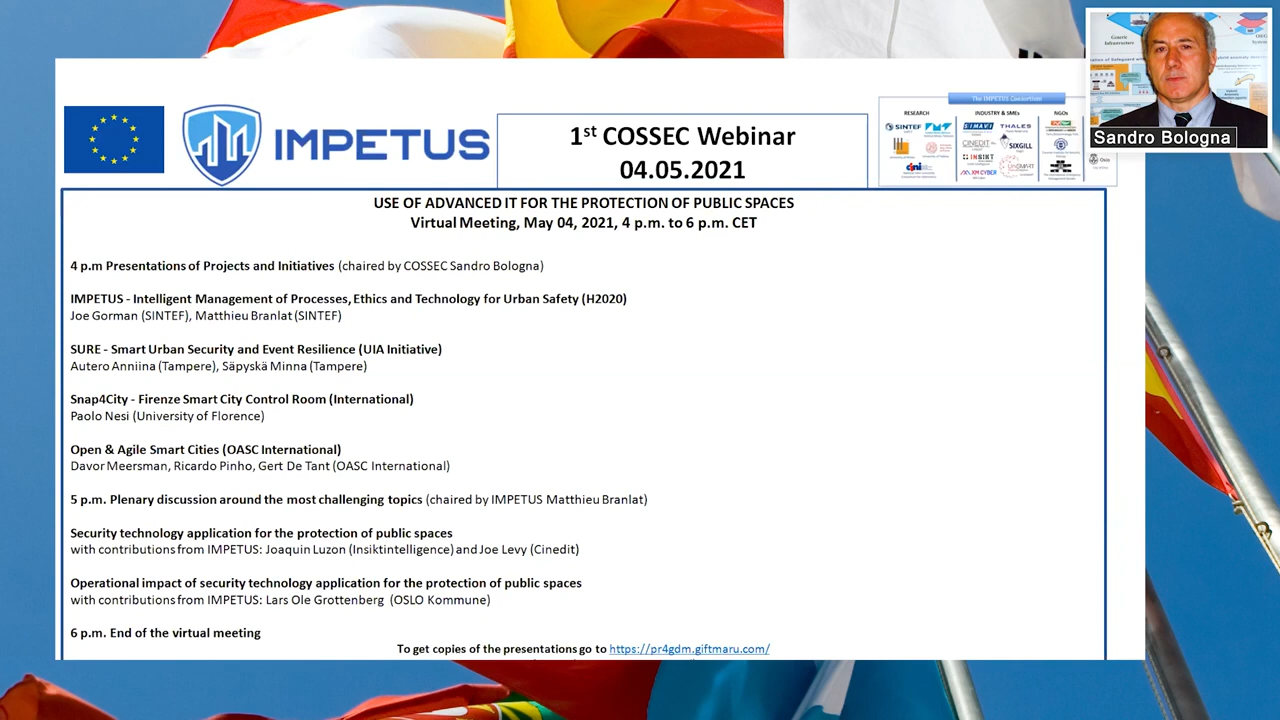 IMPETUS
1st COSSEC Webinar
04.05.2021
The IMPETUS Consortium
RESEARCH
INDUSTRY & SMEs
NGOs
SINTEF
SIMAVI
THALES
CINEDIT
SIXGILL
INSIKT
XM CYBER
Oslo
Generic
Infrastructure
Sandro Bologna
USE OF ADVANCED IT FOR THE PROTECTION OF PUBLIC SPACES
Virtual Meeting, May 04, 2021, 4 p.m. to 6 p.m. CET
4 p.m Presentations of Projects and Initiatives (chaired by COSSEC Sandro Bologna)
IMPETUS - Intelligent Management of Processes, Ethics and Technology for Urban Safety (H2020)
Joe Gorman (SINTEF), Matthieu Branlat (SINTEF)
SURE - Smart Urban Security and Event Resilience (UIA Initiative)
Autero Anniina (Tampere), Säpyskä Minna (Tampere)
Snap4City - Firenze Smart City Control Room (International)
Paolo Nesi (University of Florence)
Open & Agile Smart Cities (OASC International)
Davor Meersman, Ricardo Pinho, Gert De Tant (OASC International)
5 p.m. Plenary discussion around the most challenging topics (chaired by IMPETUS Matthieu Branlat)
Security technology application for the protection of public spaces
with contributions from IMPETUS: Joaquin Luzon (Insiktintelligence) and Joe Levy (Cinedit)
Operational impact of security technology application for the protection of public spaces
with contributions from IMPETUS: Lars Ole Grottenberg (OSLO Kommune)
6 p.m. End of the virtual meeting
To get copies of the presentations go to https://pr4gdm.giftmaru.com/